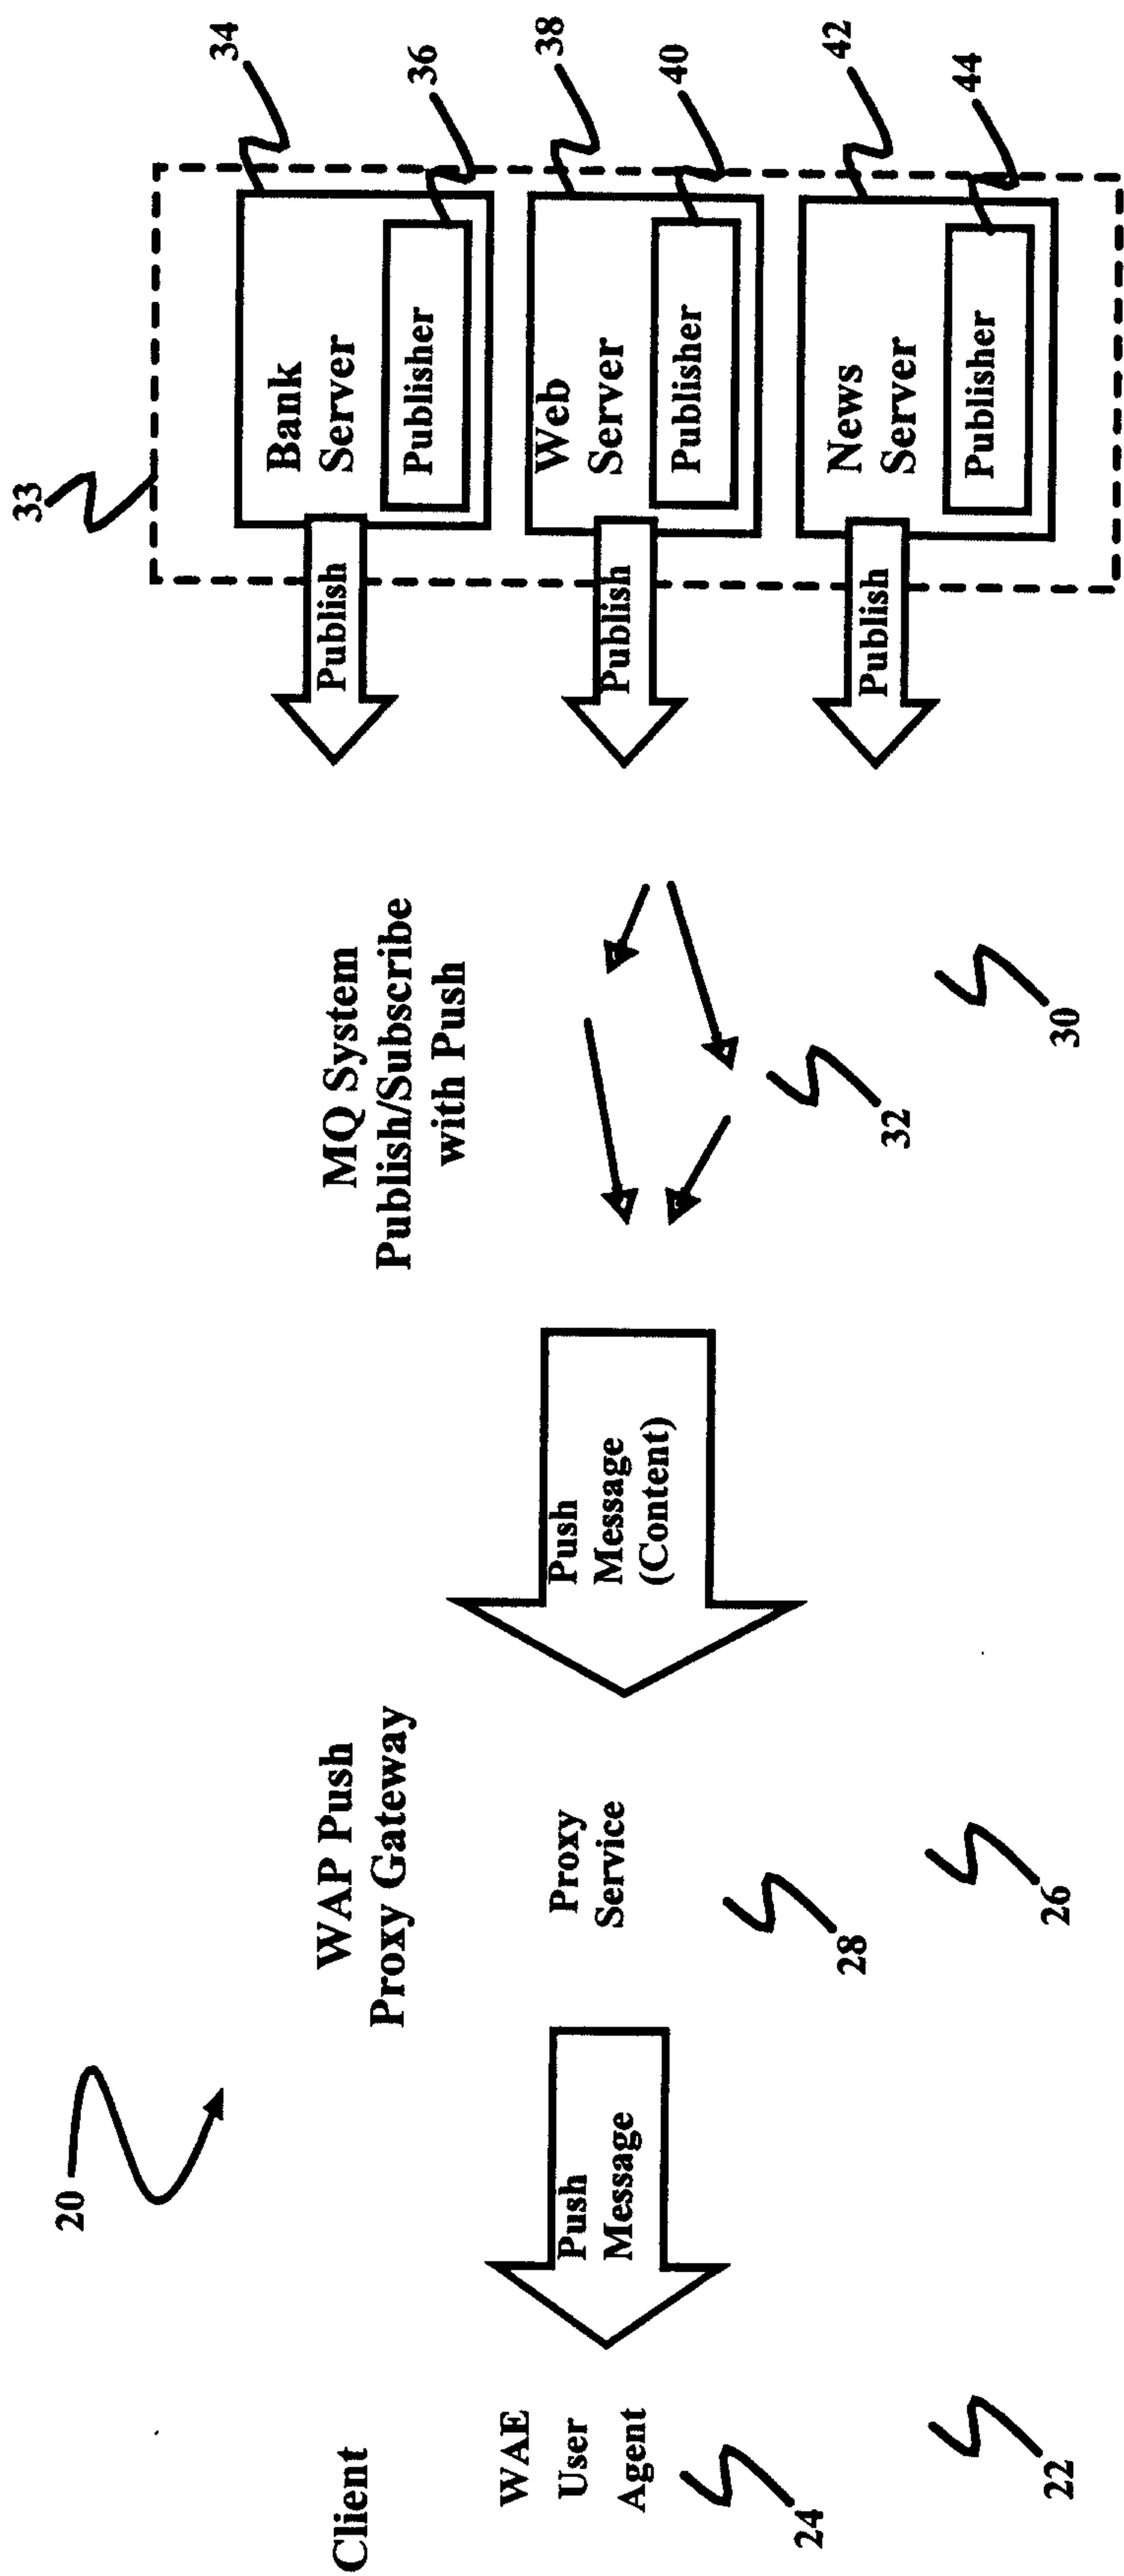 20
33
Client
WAE
User
Agent
24
22
Push
Message
WAP Push
Proxy Gateway
Proxy
Service
28
26
Push
Message
(Content)
MQ System
Publish/Subscribe
with Push
32
30
Publish
Publish
Publish
Bank
Server
Publisher
34
36
Web
Server
Publisher
38
40
News
Server
Publisher
42
44